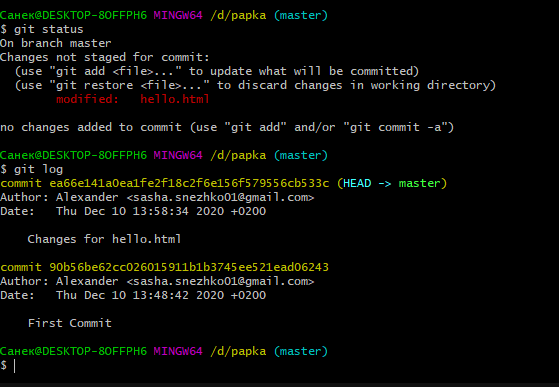 Санек@DESKTOP-8OFFPH6 MINGW64 /d/papka (master)
$ git status
On branch master
Changes not staged for commit:
  (use "git add <file>..." to update what will be committed)
  (use "git restore <file>..." to discard changes in working directory)
        modified:   hello.html

no changes added to commit (use "git add" and/or "git commit -a")

Санек@DESKTOP-8OFFPH6 MINGW64 /d/papka (master)
$ git log
commit ea66e141a0ea1fe2f18c2f6e156f579556cb533c (HEAD -> master)
Author: Alexander <sasha.snezhko01@gmail.com>
Date:   Thu Dec 10 13:58:34 2020 +0200

    Changes for hello.html

commit 90b56be62cc026015911b1b3745ee521ead06243
Author: Alexander <sasha.snezhko01@gmail.com>
Date:   Thu Dec 10 13:48:42 2020 +0200

    First Commit

Санек@DESKTOP-8OFFPH6 MINGW64 /d/papka (master)
$